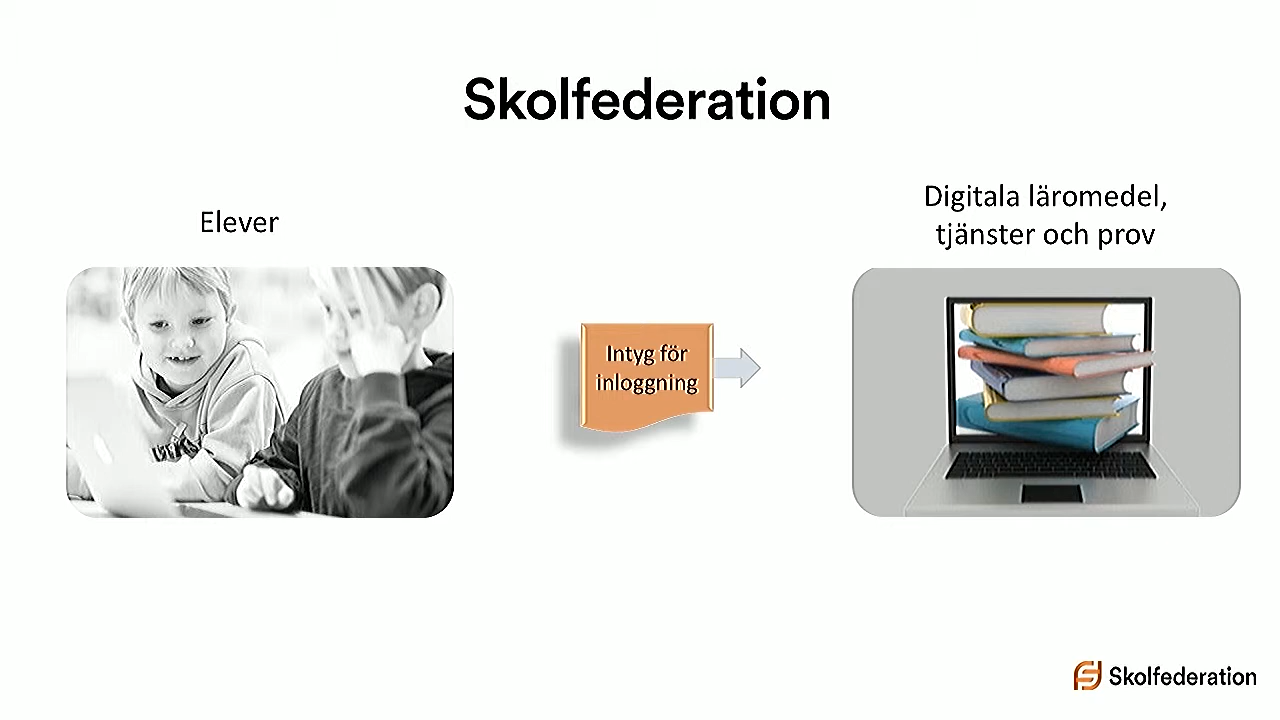 Skolfederation
Elever
Digitala läromedel,
tjänster och prov
Intyg för
inloggning
Skolfederation